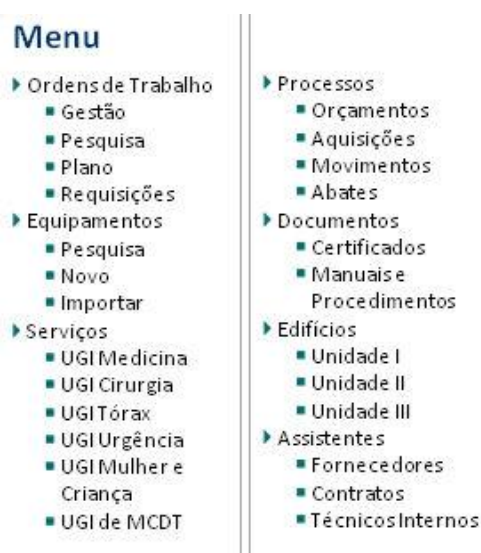 Menu
Ordens de Trabalho
Gestão
Pesquisa
Plano
Requisições
Equipamentos
Pesquisa
Novo
Importar
Serviços
UGI Medicina
UGI Cirurgia
UGI Tórax
UGI Urgência
UGI Mulher e
Criança
UGI de MCDT
Processos
Orçamentos
Aquisições
Movimentos
Abates
Documentos
Certificados
Manuais e
Procedimentos
Edifícios
Unidade I
Unidade II
Unidade III
Assistentes
Fornecedores
Contratos
Técnicos Internos